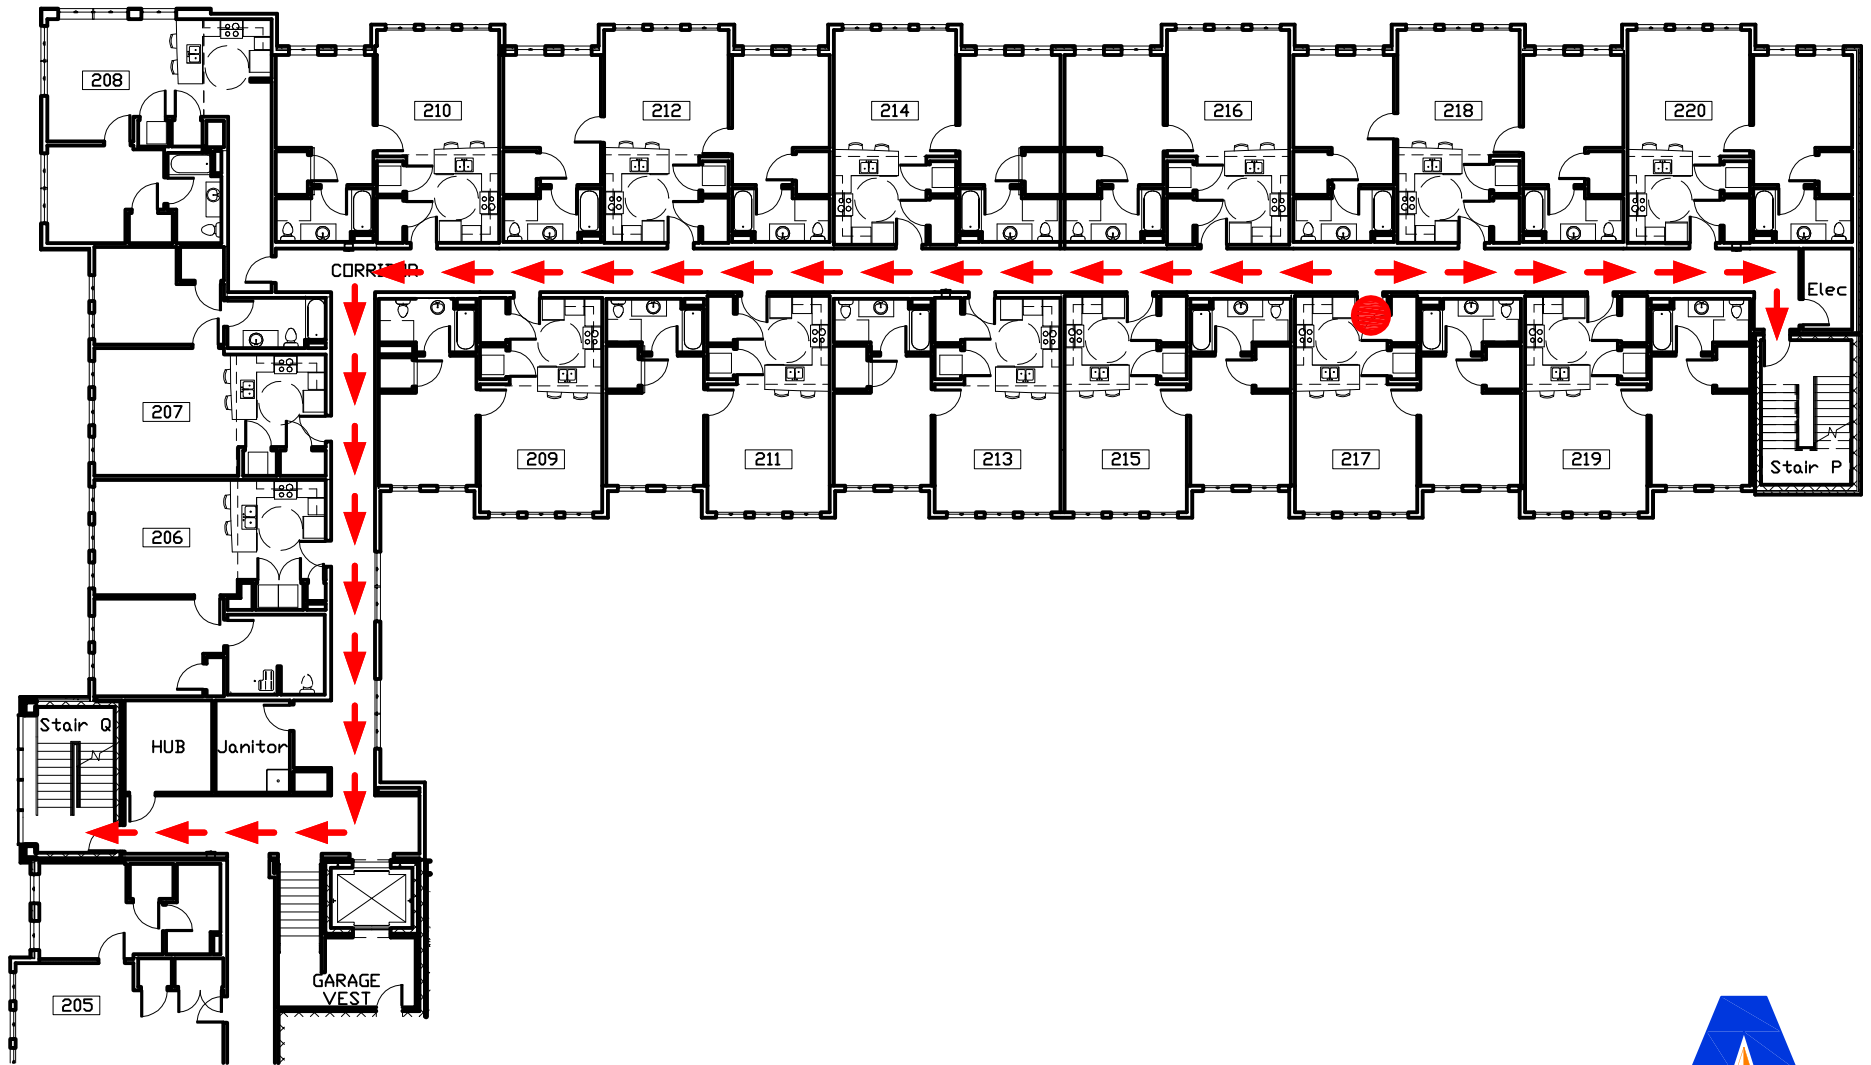 208
210
212
214
216
218
220
CORRIDOR
Elec
207
209
211
213
215
217
219
Stair P
206
Stair Q
HUB
Janitor
GARAGE
VEST
205